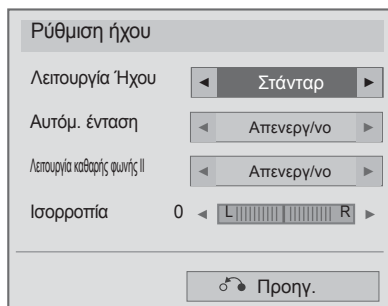 Ρύθμιση ήχου
Λειτουργία Ήχου ◄ Στάνταρ ►
Αυτόμ. ένταση ◄ Απενεργ/νο ►
Λειτουργία καθαρής φωνής II ◄ Απενεργ/νο ►
Ισορροπία 0 ◄ L R ►
Προηγ.